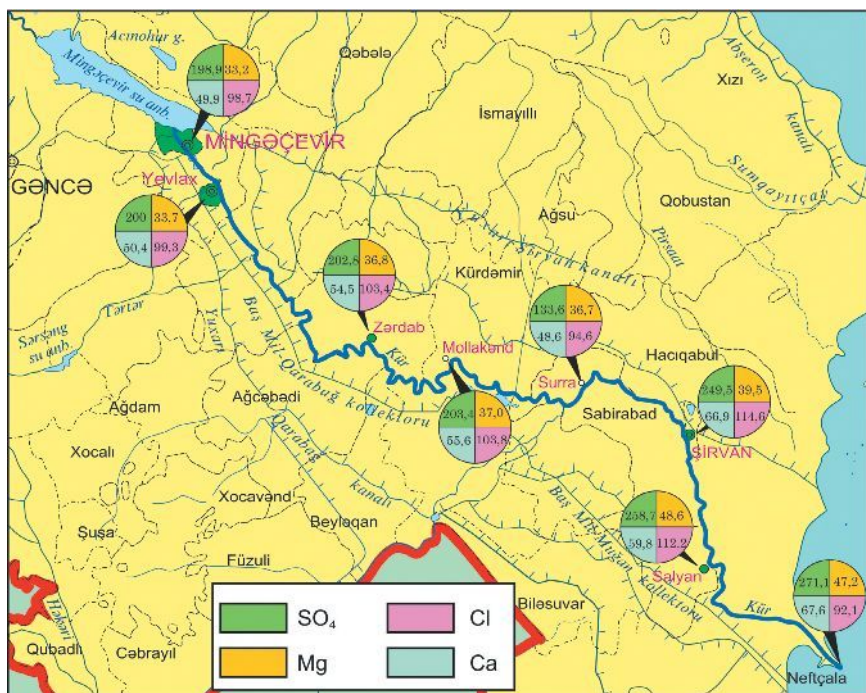 Acınohur g.
Mingəçevir su anb.
198,9 33,2
49,9 98,7
MİNGƏÇEVİR
Qəbələ
Abşeron
kanalı
Xızı
İsmayıllı
GƏNCƏ
Yevlax
200 33,7
50,4 99,3
Sumqayıtçay
Qobustan
Ağsu
Yuxarı Şirvan kanalı
Pirsaat
202,8 36,8
54,5 103,4
Kürdəmir
Tərtər
Sərsəng
su anb.
Zərdab
Kür
Mollakənd
133,6 36,7
48,6 94,6
Surra
Hacıqabul
Baş Mil-Qarabağ kollektoru
Yuxarı Qarabağ kanalı
Ağdam
Ağcəbədi
203,4 37,0
55,6 103,8
Sabirabad
249,5 39,5
66,9 114,6
ŞİRVAN
Xocalı
Xocavənd
Beyləqan
Şuşa
Füzuli
258,7 48,6
59,8 112,2
Salyan
Baş Mil-Muğan kollektoru
271,1 47,2
67,6 92,1
Kür
Biləsuvar
Həkəri
Qubadlı
Cəbrayıl
Neftçala
SO4 Cl
Mg Ca